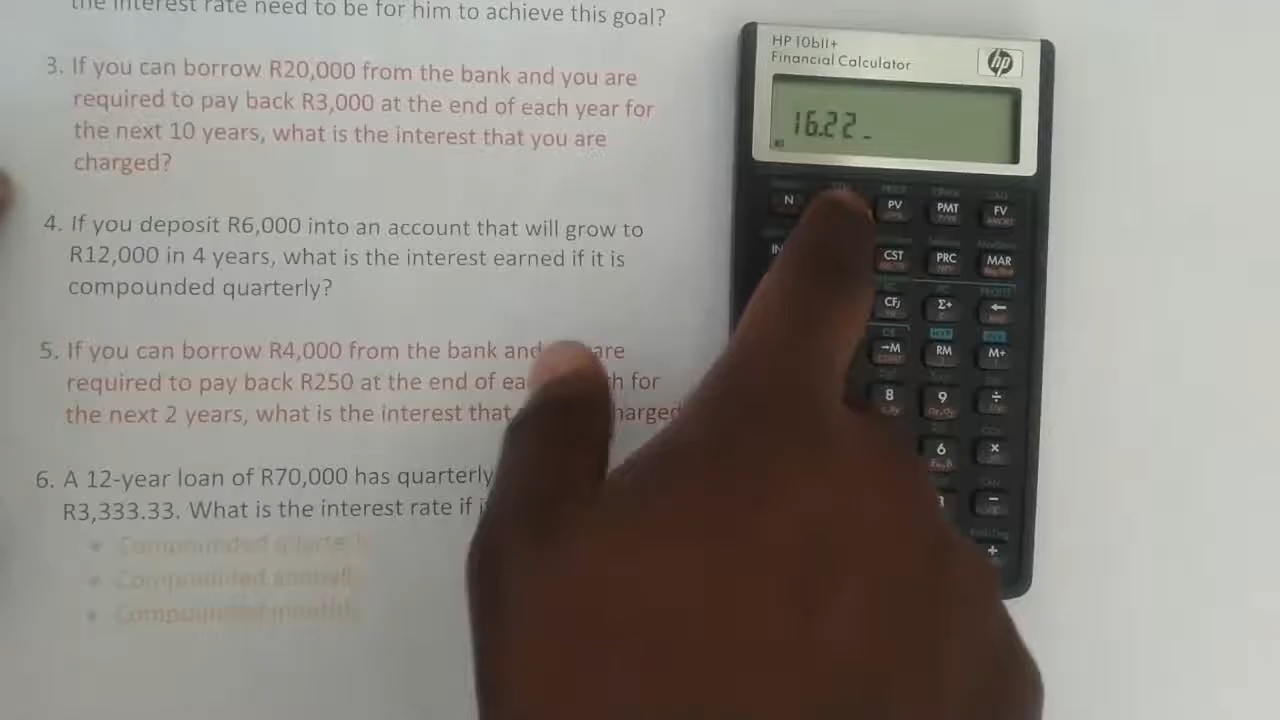 the interest rate need to be for him to achieve this goal?
3. If you can borrow R20,000 from the bank and you are
required to pay back R3,000 at the end of each year for
the next 10 years, what is the interest that you are
charged?
4. If you deposit R6,000 into an account that will grow to
R12,000 in 4 years, what is the interest earned if it is
compounded quarterly?
5. If you can borrow R4,000 from the bank and are
required to pay back R250 at the end of for
the next 2 years, what is the interest that
6. A 12-year loan of R70,000 has quarterly
R3,333.33. What is the interest rate if
Compounded
Compounded
Compounded
HP 10bII+
Financial Calculator
hp
16.22_
N PV PMT FV
CST PRC MAR
CFj Σ+ ←
→M RM M+
8 9 ÷
6 ×
−
+